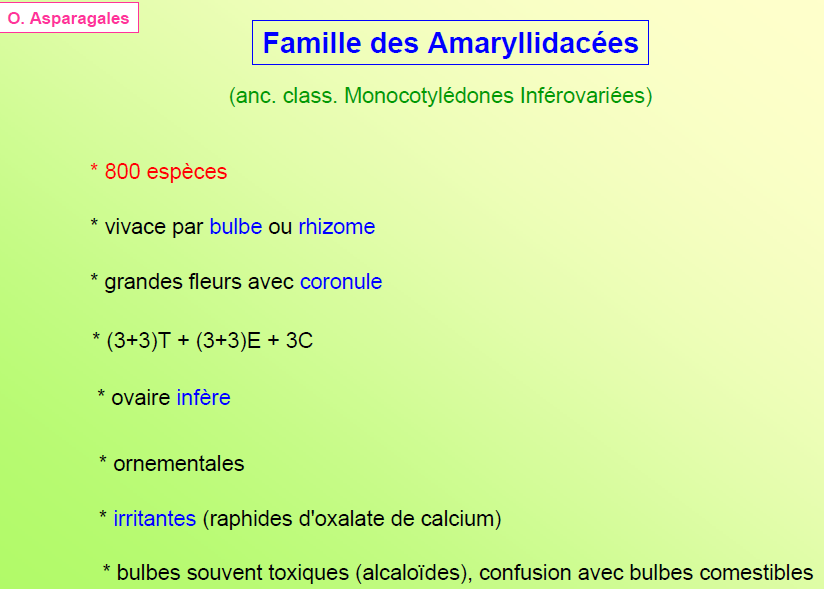 O. Asparagales
Famille des Amaryllidacées
(anc. class. Monocotylédones Inférovariées)
* 800 espèces
* vivace par bulbe ou rhizome
* grandes fleurs avec coronule
* (3+3)T + (3+3)E + 3C
* ovaire infère
* ornementales
* irritantes (raphides d'oxalate de calcium)
* bulbes souvent toxiques (alcaloïdes), confusion avec bulbes comestibles